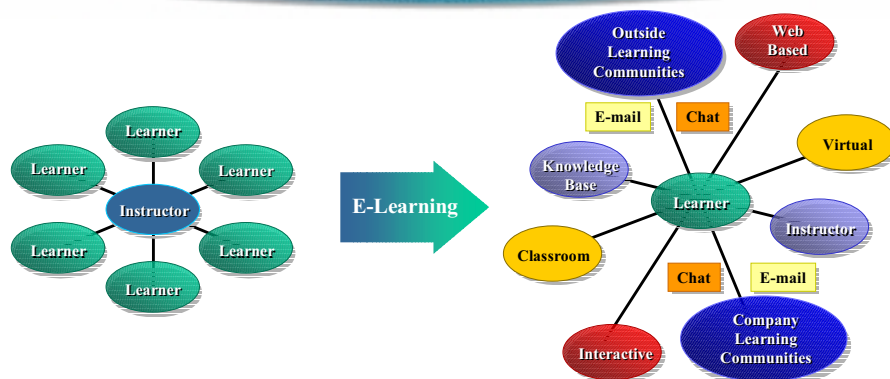 Learner
Learner
Learner
Instructor
Learner
Learner
Learner
E-Learning
Outside
Learning
Communities
Web
Based
E-mail
Chat
Virtual
Knowledge
Base
Learner
Instructor
Classroom
Chat
E-mail
Interactive
Company
Learning
Communities